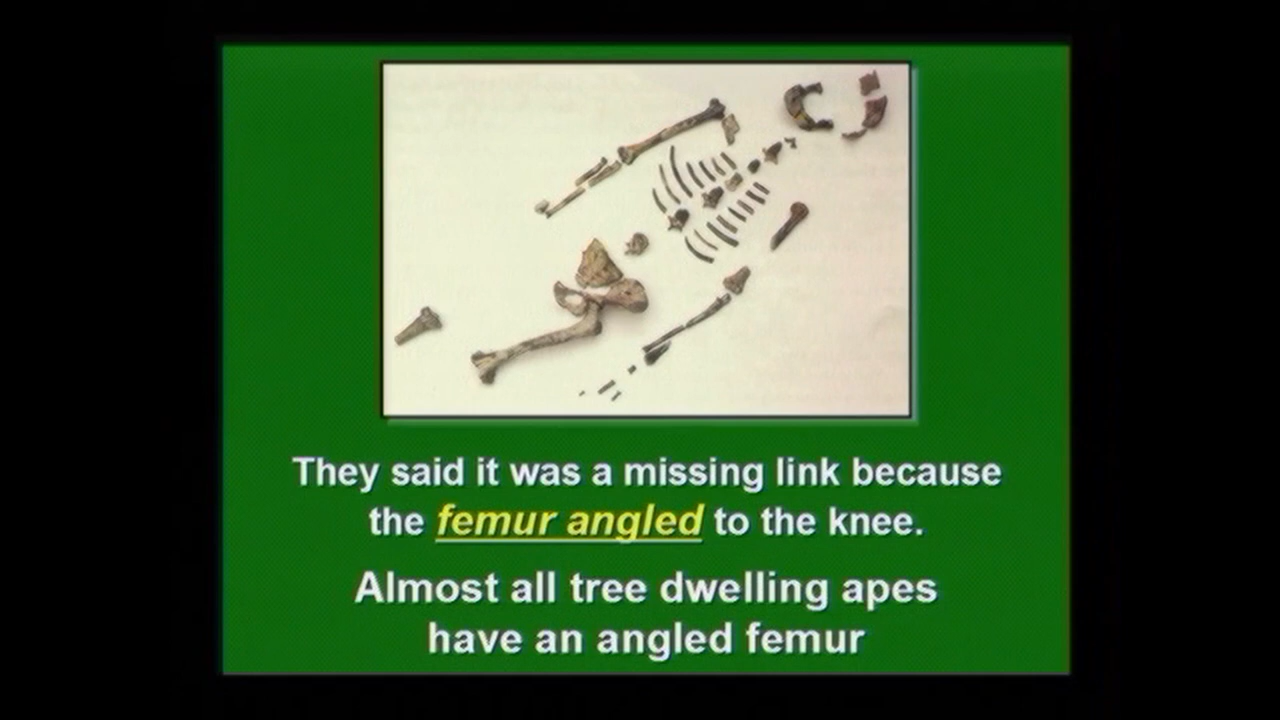 They said it was a missing link because
the femur angled to the knee.
Almost all tree dwelling apes
have an angled femur